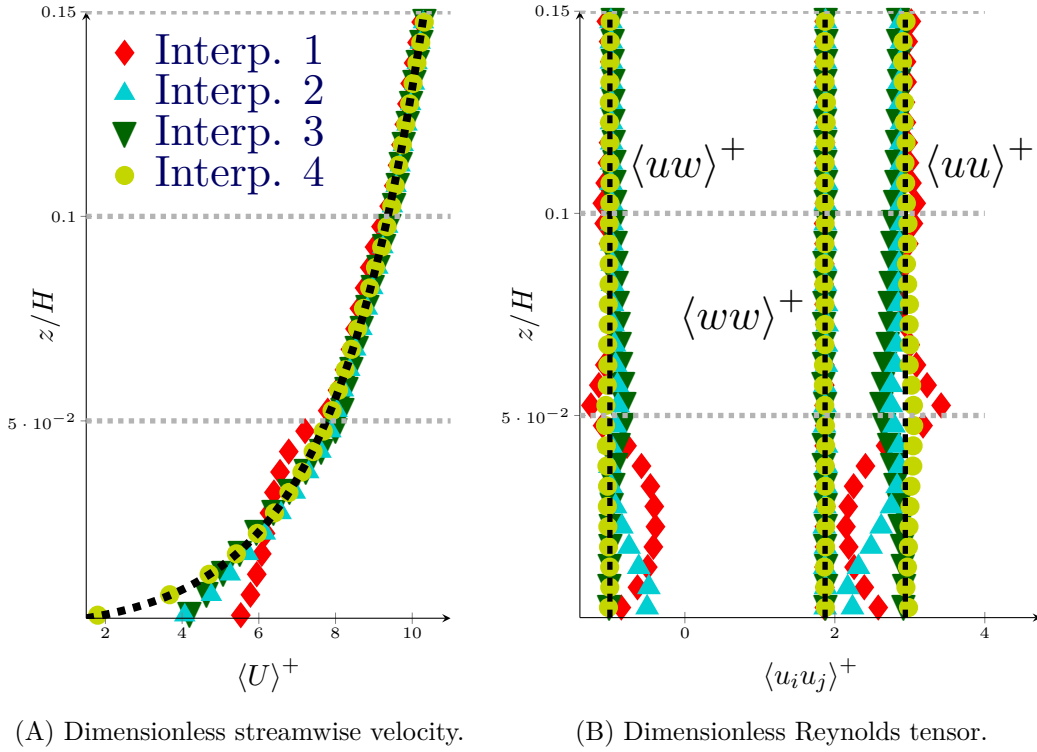 0.15
0.1
5 · 10⁻²
z/H
Interp. 1
Interp. 2
Interp. 3
Interp. 4
2
4
6
8
10
⟨U⟩⁺
(A) Dimensionless streamwise velocity.
0.15
0.1
5 · 10⁻²
z/H
⟨uw⟩⁺
⟨uu⟩⁺
⟨ww⟩⁺
0
2
4
⟨uᵢuⱼ⟩⁺
(B) Dimensionless Reynolds tensor.